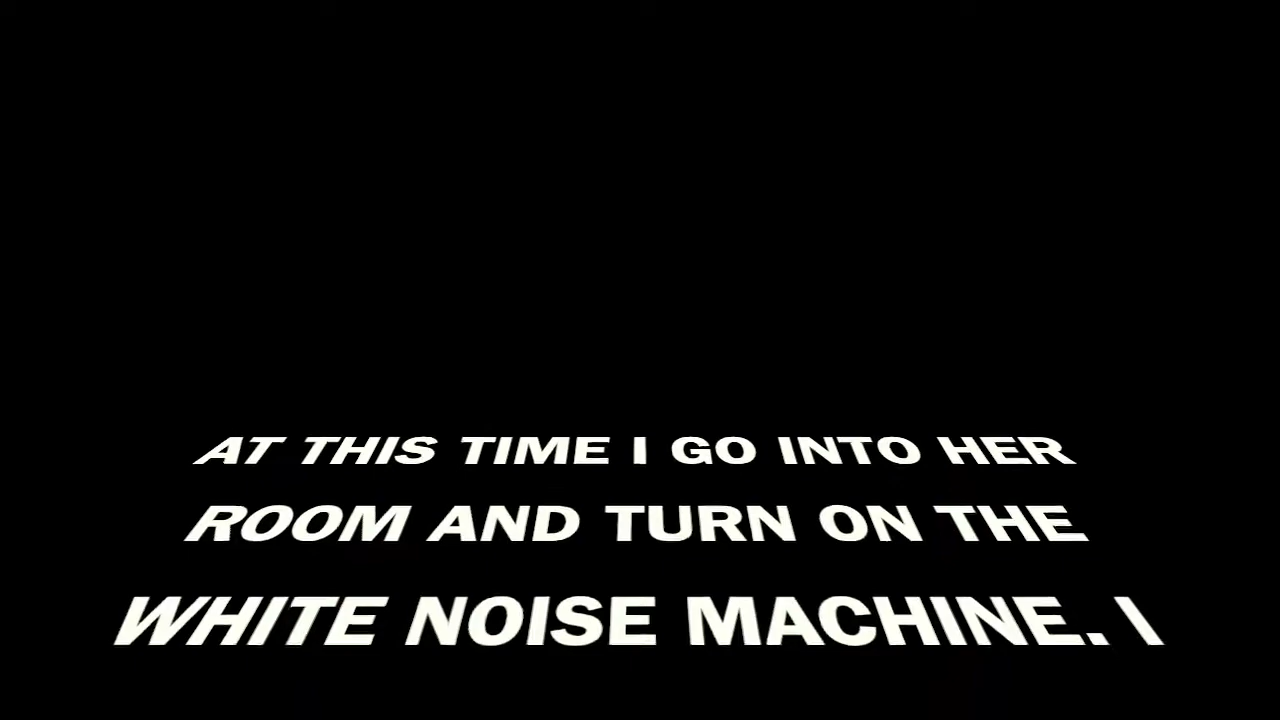 AT THIS TIME I GO INTO HER
ROOM AND TURN ON THE
WHITE NOISE MACHINE. I